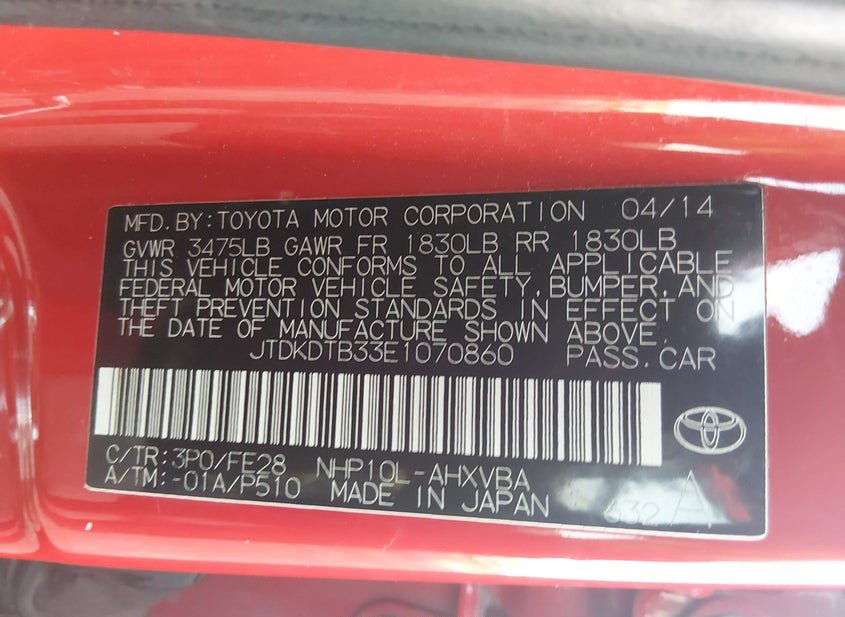 MFD.BY:TOYOTA MOTOR CORPORATION 04/14
GVWR 3475LB GAWR FR 1830LB RR 1830LB
THIS VEHICLE CONFORMS TO ALL APPLICABLE
FEDERAL MOTOR VEHICLE SAFETY,BUMPER,AND
THEFT PREVENTION STANDARDS IN EFFECT ON
THE DATE OF MANUFACTURE SHOWN ABOVE.
JTDKDTB33E1070860 PASS.CAR
C/TR:3P0/FE28 NHP10L-AHXVBA
A/TM:-01A/P510 MADE IN JAPAN
632 A